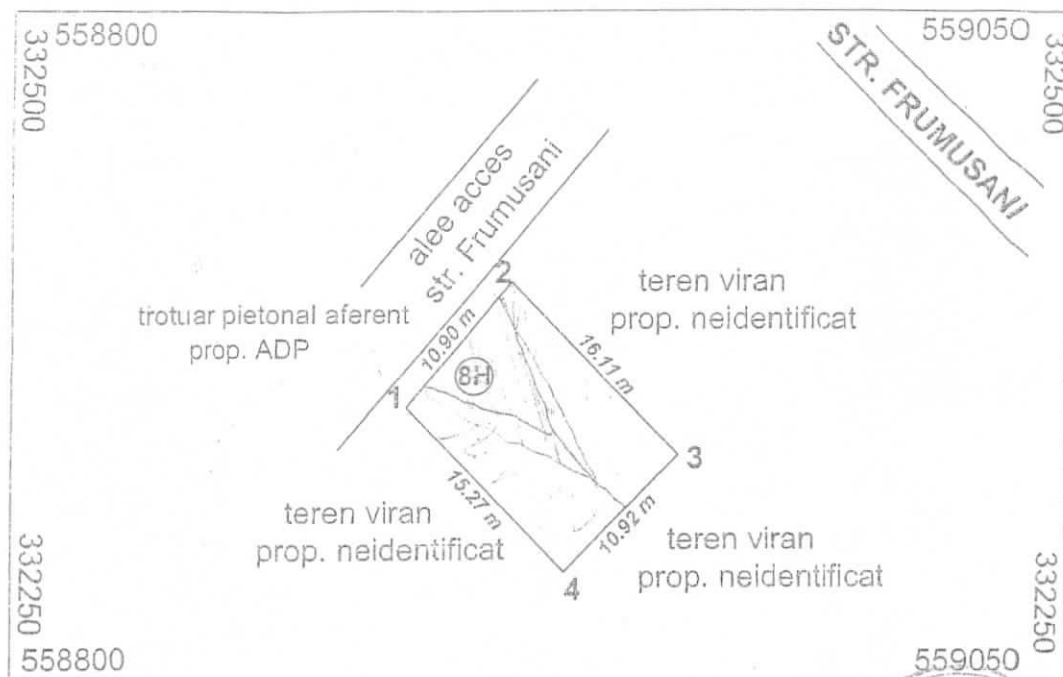 558800
559050
332500
332500
STR. FRUMUSANI
alee acces
str. Frumusani
2
teren viran
prop. neidentificat
trotuar pietonal aferent
prop. ADP
10.90 m
16.11 m
8H
1
3
15.27 m
10.92 m
teren viran
prop. neidentificat
teren viran
prop. neidentificat
4
332250
332250
558800
559050